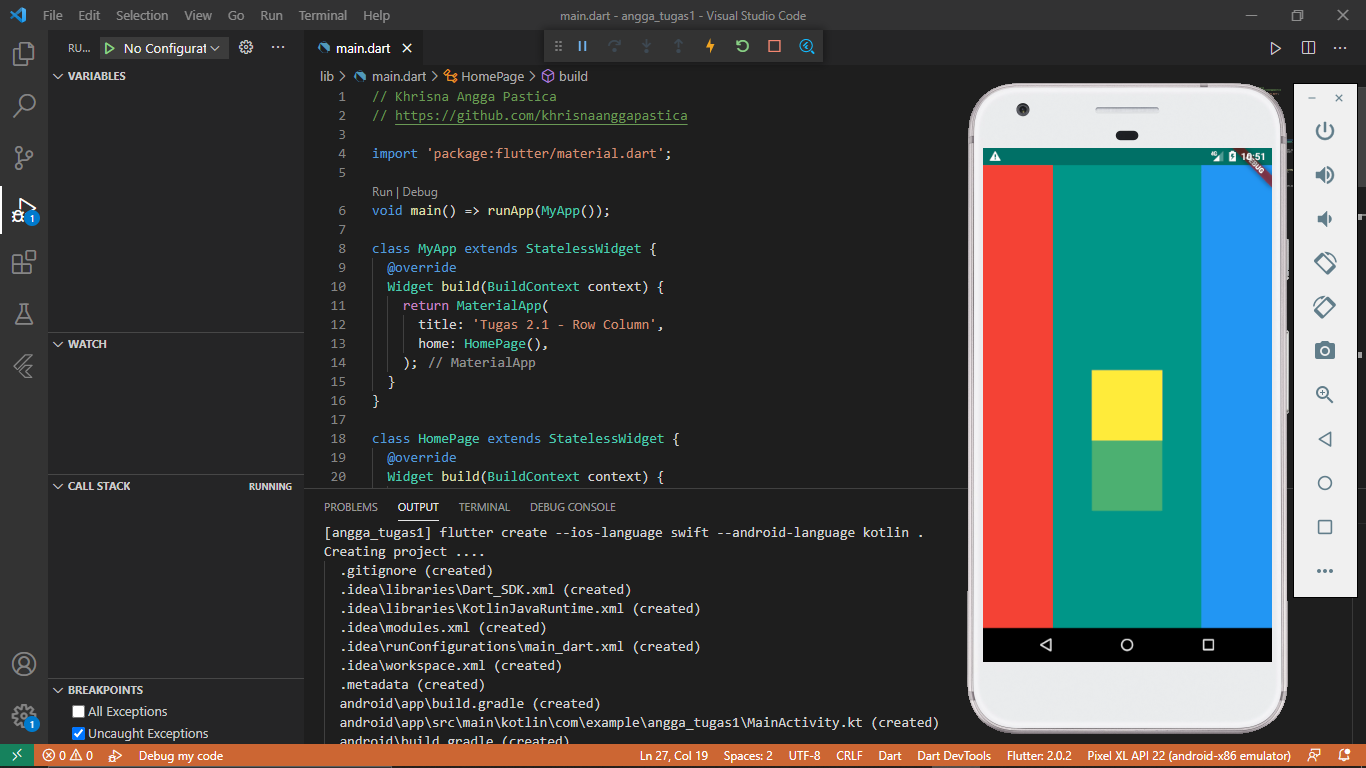 File Edit Selection View Go Run Terminal Help
main.dart - angga_tugas1 - Visual Studio Code
RU... No Configurat
main.dart
lib > main.dart > HomePage > build
VARIABLES
WATCH
CALL STACK RUNNING
BREAKPOINTS
All Exceptions
Uncaught Exceptions
1
1
1 // Khrisna Angga Pastica
2 // https://github.com/khrisnaanggapastica
3
4 import 'package:flutter/material.dart';
5
Run | Debug
6 void main() => runApp(MyApp());
7
8 class MyApp extends StatelessWidget {
9 @override
10 Widget build(BuildContext context) {
11 return MaterialApp(
12 title: 'Tugas 2.1 - Row Column',
13 home: HomePage(),
14 ); // MaterialApp
15 }
16 }
17
18 class HomePage extends StatelessWidget {
19 @override
20 Widget build(BuildContext context) {
PROBLEMS OUTPUT TERMINAL DEBUG CONSOLE
[angga_tugas1] flutter create --ios-language swift --android-language kotlin .
Creating project ....
.gitignore (created)
.idea\libraries\Dart_SDK.xml (created)
.idea\libraries\KotlinJavaRuntime.xml (created)
.idea\modules.xml (created)
.idea\runConfigurations\main_dart.xml (created)
.idea\workspace.xml (created)
.metadata (created)
android\app\build.gradle (created)
android\app\src\main\kotlin\com\example\angga_tugas1\MainActivity.kt (created)
android\build.gradle (created)
10:51
DEBUG
0 0 Debug my code
Ln 27, Col 19 Spaces: 2 UTF-8 CRLF Dart Dart DevTools Flutter: 2.0.2 Pixel XL API 22 (android-x86 emulator)